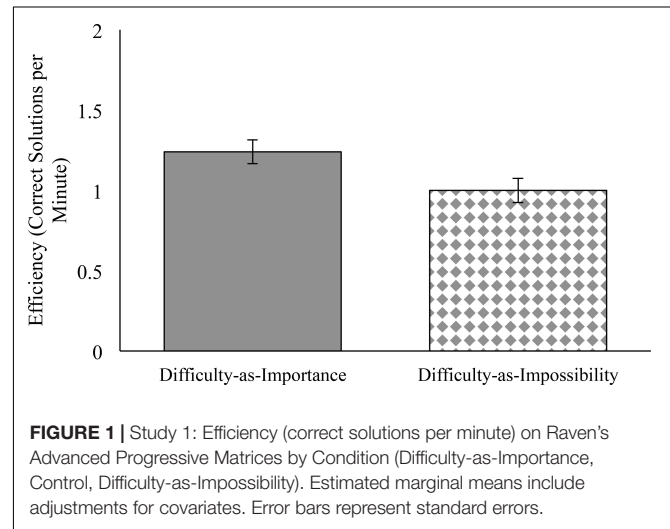 2
1.5
1
0.5
0
Efficiency (Correct Solutions per
Minute)
Difficulty-as-Importance
Difficulty-as-Impossibility
FIGURE 1 | Study 1: Efficiency (correct solutions per minute) on Raven’s
Advanced Progressive Matrices by Condition (Difficulty-as-Importance,
Control, Difficulty-as-Impossibility). Estimated marginal means include
adjustments for covariates. Error bars represent standard errors.